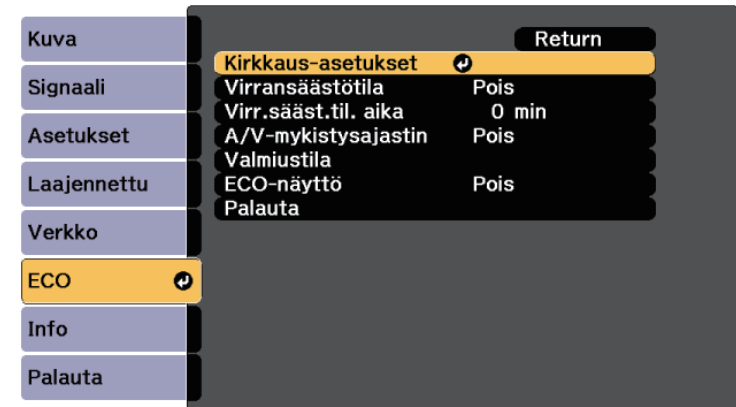 Kuva
Signaali
Asetukset
Laajennettu
Verkko
ECO
Info
Palauta
Return
Kirkkaus-asetukset
Virransäästötila Pois
Virr.sääst.til. aika 0 min
A/V-mykistysajastin Pois
Valmiustila
ECO-näyttö Pois
Palauta